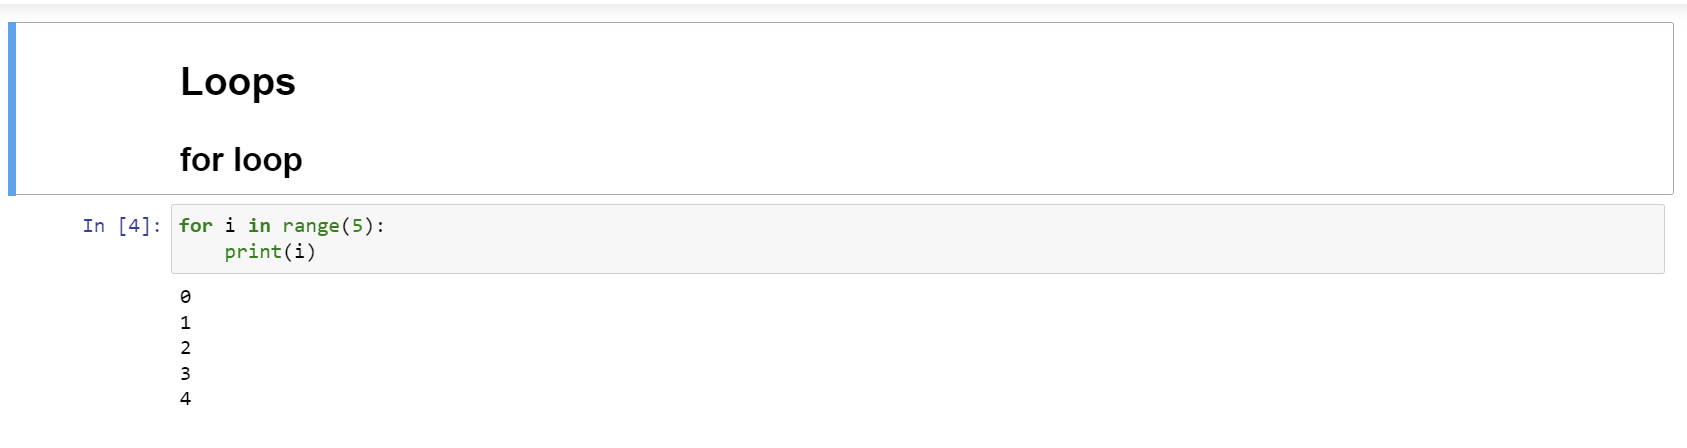 Loops
for loop
In [4]: for i in range(5):
    print(i)
0
1
2
3
4